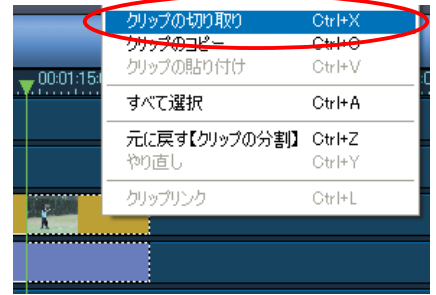 クリップの切り取り Ctrl+X
クリップのコピー Ctrl+C
00:01:15:
クリップの貼り付け Ctrl+V
すべて選択 Ctrl+A
元に戻す【クリップの分割】 Ctrl+Z
やり直し Ctrl+Y
クリップリンク Ctrl+L